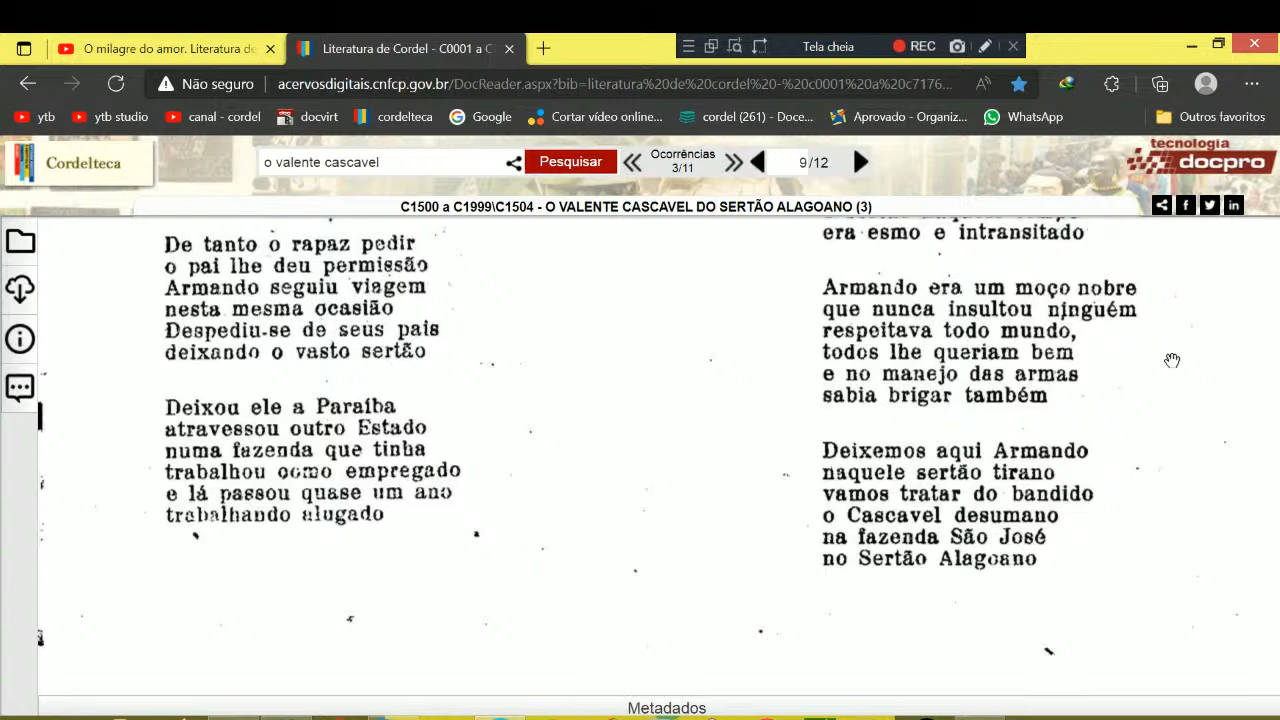 O milagre do amor. Literatura de
Literatura de Cordel - C0001 a C
Tela cheia
REC
Não seguro
acervosdigitais.cnfcp.gov.br/DocReader.aspx?bib=literatura%20de%20cordel%20-%20c0001%20a%20c7176...
ytb
ytb studio
canal - cordel
docvirt
cordelteca
Google
Cortar vídeo online...
cordel (261) - Doce...
Aprovado - Organiz...
WhatsApp
Outros favoritos
Cordelteca
o valente cascavel
Pesquisar
Ocorrências
3/11
9 /12
tecnologia
docpro
C1500 a C1999\C1504 - O VALENTE CASCAVEL DO SERTÃO ALAGOANO (3)
De tanto o rapaz pedir
o pai lhe deu permissão
Armando seguiu viagem
nesta mesma ocasião
Despediu-se de seus pais
deixando o vasto sertão
Deixou ele a Paraíba
atravessou outro Estado
numa fazenda que tinha
trabalhou como empregado
e lá passou quase um ano
trabalhando alugado
era esmo e intransitado
Armando era um moço nobre
que nunca insultou ninguém
respeitava todo mundo,
todos lhe queriam bem
e no manejo das armas
sabia brigar também
Deixemos aqui Armando
naquele sertão tirano
vamos tratar do bandido
o Cascavel desumano
na fazenda São José
no Sertão Alagoano
Metadados